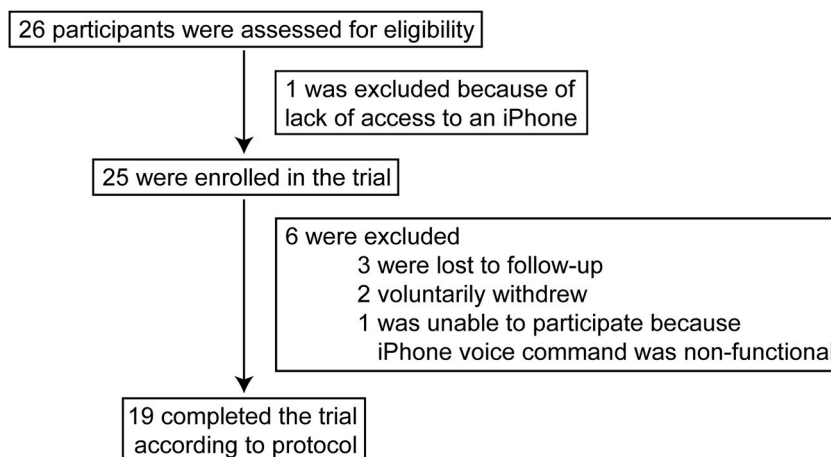 26 participants were assessed for eligibility
1 was excluded because of
lack of access to an iPhone
25 were enrolled in the trial
6 were excluded
3 were lost to follow-up
2 voluntarily withdrew
1 was unable to participate because
iPhone voice command was non-functional
19 completed the trial
according to protocol